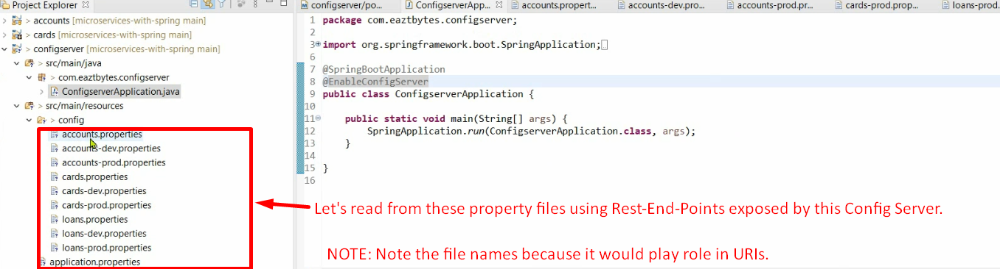 Project Explorer
configserver/po...
ConfigserverApp...
accounts.propert...
accounts-dev.pro...
accounts-prod.pr...
cards-prod.prop...
loans-prod.
> accounts [microservices-with-spring main]
> cards [microservices-with-spring main]
> configserver [microservices-with-spring main]
> src/main/java
> com.eaztbytes.configserver
> ConfigserverApplication.java
> src/main/resources
> config
accounts.properties
accounts-dev.properties
accounts-prod.properties
cards.properties
cards-dev.properties
cards-prod.properties
loans.properties
loans-dev.properties
loans-prod.properties
application.properties
1 package com.eaztbytes.configserver;
2
3 import org.springframework.boot.SpringApplication;
6
7 @SpringBootApplication
8 @EnableConfigServer
9 public class ConfigserverApplication {
10
11 public static void main(String[] args) {
12 SpringApplication.run(ConfigserverApplication.class, args);
13 }
14
15 }
16
Let's read from these property files using Rest-End-Points exposed by this Config Server.
NOTE: Note the file names because it would play role in URIs.